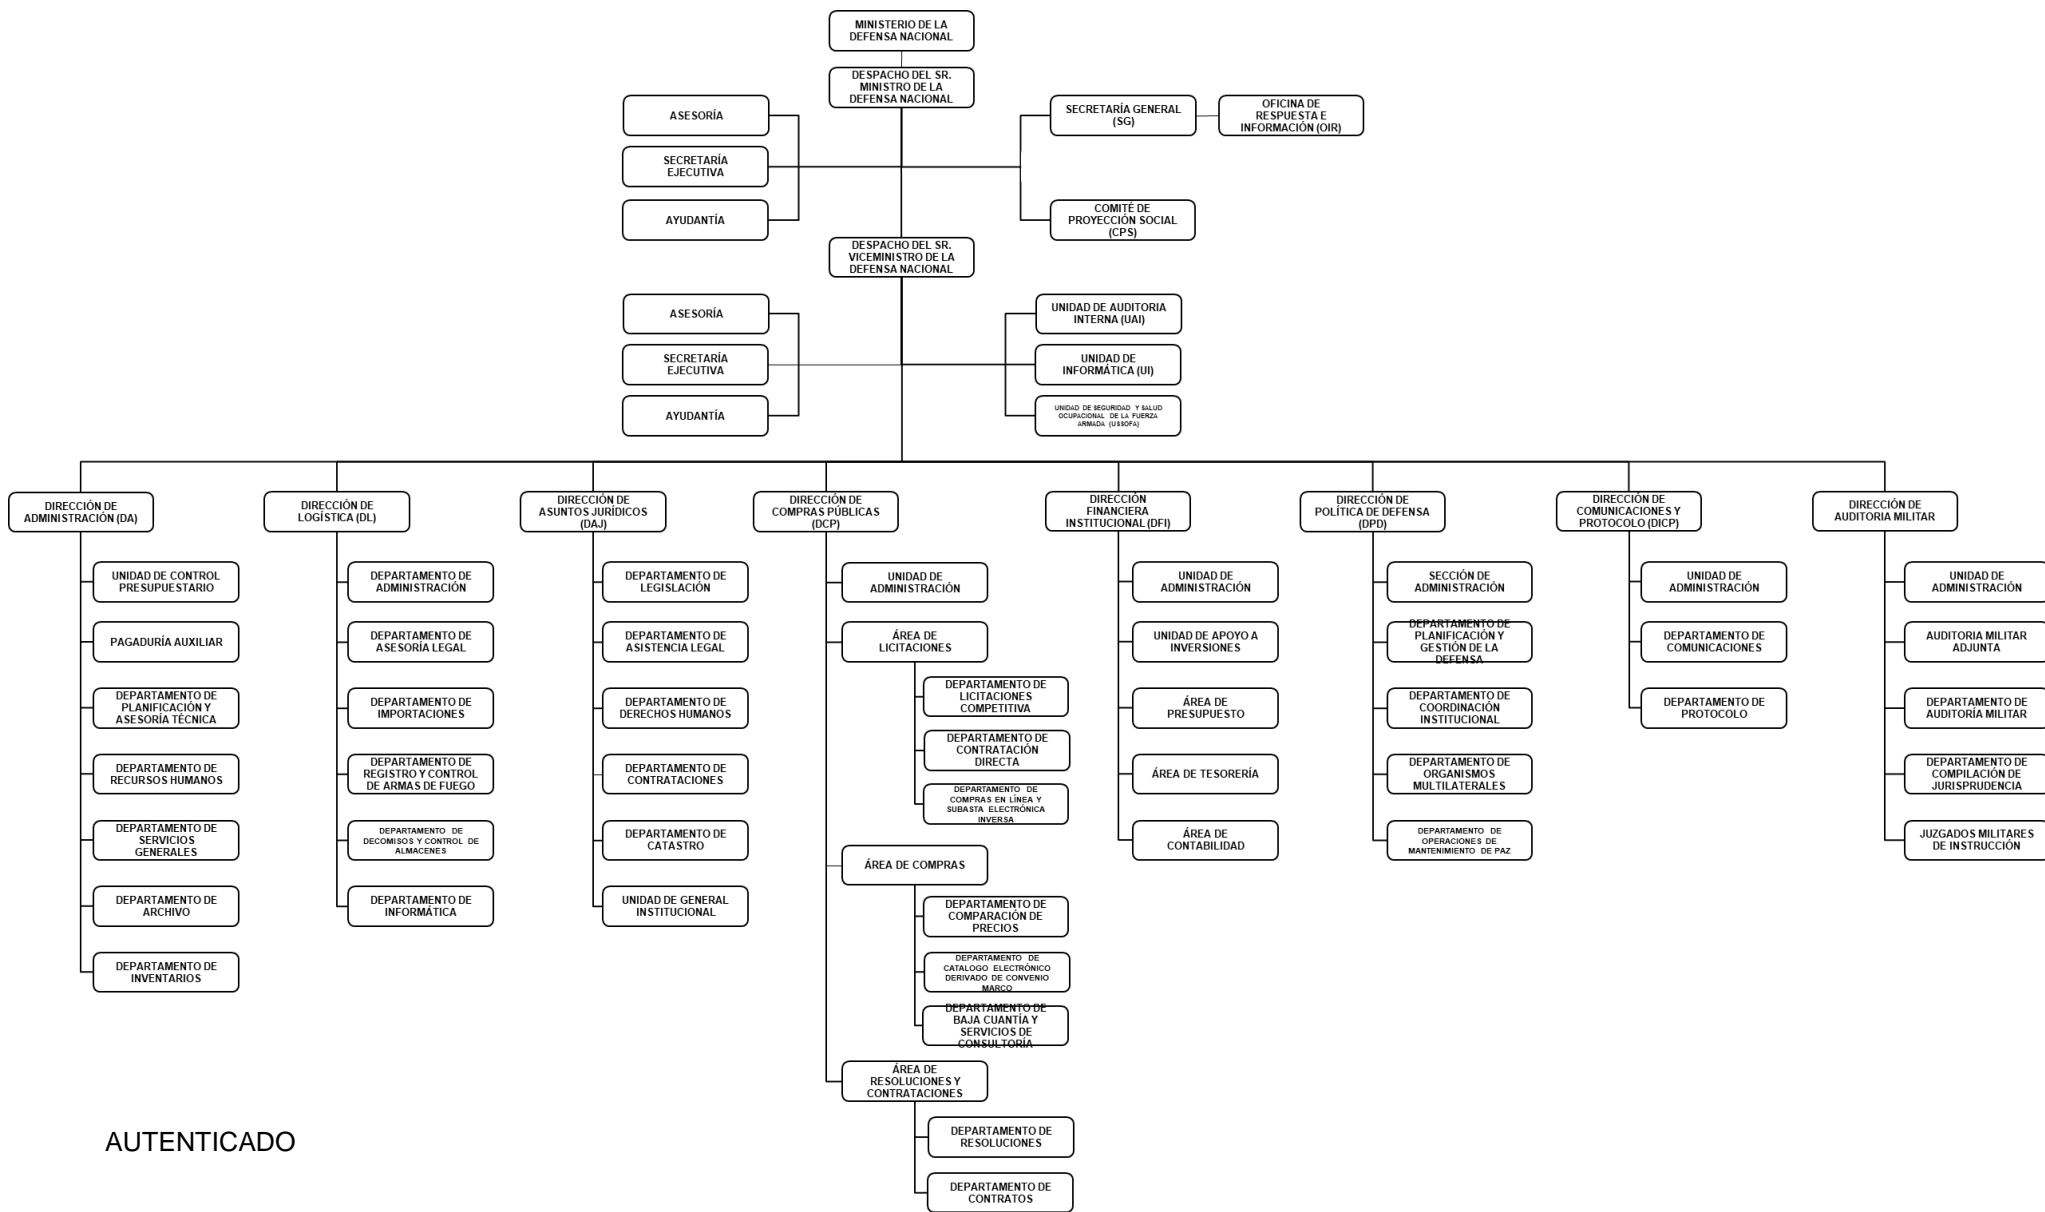 MINISTERIO DE LA
DEFENSA NACIONAL
DESPACHO DEL SR.
MINISTRO DE LA
DEFENSA NACIONAL
ASESORÍA
SECRETARÍA
EJECUTIVA
AYUDANTÍA
SECRETARÍA GENERAL
(SG)
OFICINA DE
RESPUESTA E
INFORMACIÓN (OIR)
COMITÉ DE
PROYECCIÓN SOCIAL
(CPS)
DESPACHO DEL SR.
VICEMINISTRO DE LA
DEFENSA NACIONAL
ASESORÍA
SECRETARÍA
EJECUTIVA
AYUDANTÍA
UNIDAD DE AUDITORIA
INTERNA (UAI)
UNIDAD DE
INFORMÁTICA (UI)
UNIDAD DE SEGURIDAD Y SALUD
OCUPACIONAL DE LA FUERZA
ARMADA (USSOFA)
DIRECCIÓN DE
ADMINISTRACIÓN (DA)
UNIDAD DE CONTROL
PRESUPUESTARIO
PAGADURÍA AUXILIAR
DEPARTAMENTO DE
PLANIFICACIÓN Y
ASESORÍA TÉCNICA
DEPARTAMENTO DE
RECURSOS HUMANOS
DEPARTAMENTO DE
SERVICIOS
GENERALES
DEPARTAMENTO DE
ARCHIVO
DEPARTAMENTO DE
INVENTARIOS
DIRECCIÓN DE
LOGÍSTICA (DL)
DEPARTAMENTO DE
ADMINISTRACIÓN
DEPARTAMENTO DE
ASESORÍA LEGAL
DEPARTAMENTO DE
IMPORTACIONES
DEPARTAMENTO DE
REGISTRO Y CONTROL
DE ARMAS DE FUEGO
DEPARTAMENTO DE
DECOMISOS Y CONTROL DE
ALMACENES
DEPARTAMENTO DE
INFORMÁTICA
DIRECCIÓN DE
ASUNTOS JURÍDICOS
(DAJ)
DEPARTAMENTO DE
LEGISLACIÓN
DEPARTAMENTO DE
ASISTENCIA LEGAL
DEPARTAMENTO DE
DERECHOS HUMANOS
DEPARTAMENTO DE
CONTRATACIONES
DEPARTAMENTO DE
CATASTRO
UNIDAD DE GENERAL
INSTITUCIONAL
DIRECCIÓN DE
COMPRAS PÚBLICAS
(DCP)
UNIDAD DE
ADMINISTRACIÓN
ÁREA DE
LICITACIONES
DEPARTAMENTO DE
LICITACIONES
COMPETITIVA
DEPARTAMENTO DE
CONTRATACIÓN
DIRECTA
DEPARTAMENTO DE
COMPRAS EN LÍNEA Y
SUBASTA ELECTRÓNICA
INVERSA
ÁREA DE COMPRAS
DEPARTAMENTO DE
COMPARACIÓN DE
PRECIOS
DEPARTAMENTO DE
CATALOGO ELECTRÓNICO
DERIVADO DE CONVENIO
MARCO
DEPARTAMENTO DE
BAJA CUANTÍA Y
SERVICIOS DE
CONSULTORÍA
ÁREA DE
RESOLUCIONES Y
CONTRATACIONES
DEPARTAMENTO DE
RESOLUCIONES
DEPARTAMENTO DE
CONTRATOS
DIRECCIÓN
FINANCIERA
INSTITUCIONAL (DFI)
UNIDAD DE
ADMINISTRACIÓN
UNIDAD DE APOYO A
INVERSIONES
ÁREA DE
PRESUPUESTO
ÁREA DE TESORERÍA
ÁREA DE
CONTABILIDAD
DIRECCIÓN DE
POLÍTICA DE DEFENSA
(DPD)
SECCIÓN DE
ADMINISTRACIÓN
DEPARTAMENTO DE
PLANIFICACIÓN Y
GESTIÓN DE LA
DEFENSA
DEPARTAMENTO DE
COORDINACIÓN
INSTITUCIONAL
DEPARTAMENTO DE
ORGANISMOS
MULTILATERALES
DEPARTAMENTO DE
OPERACIONES DE
MANTENIMIENTO DE PAZ
DIRECCIÓN DE
COMUNICACIONES Y
PROTOCOLO (DICP)
UNIDAD DE
ADMINISTRACIÓN
DEPARTAMENTO DE
COMUNICACIONES
DEPARTAMENTO DE
PROTOCOLO
DIRECCIÓN DE
AUDITORIA MILITAR
UNIDAD DE
ADMINISTRACIÓN
AUDITORIA MILITAR
ADJUNTA
DEPARTAMENTO DE
AUDITORÍA MILITAR
DEPARTAMENTO DE
COMPILACIÓN DE
JURISPRUDENCIA
JUZGADOS MILITARES
DE INSTRUCCIÓN
AUTENTICADO